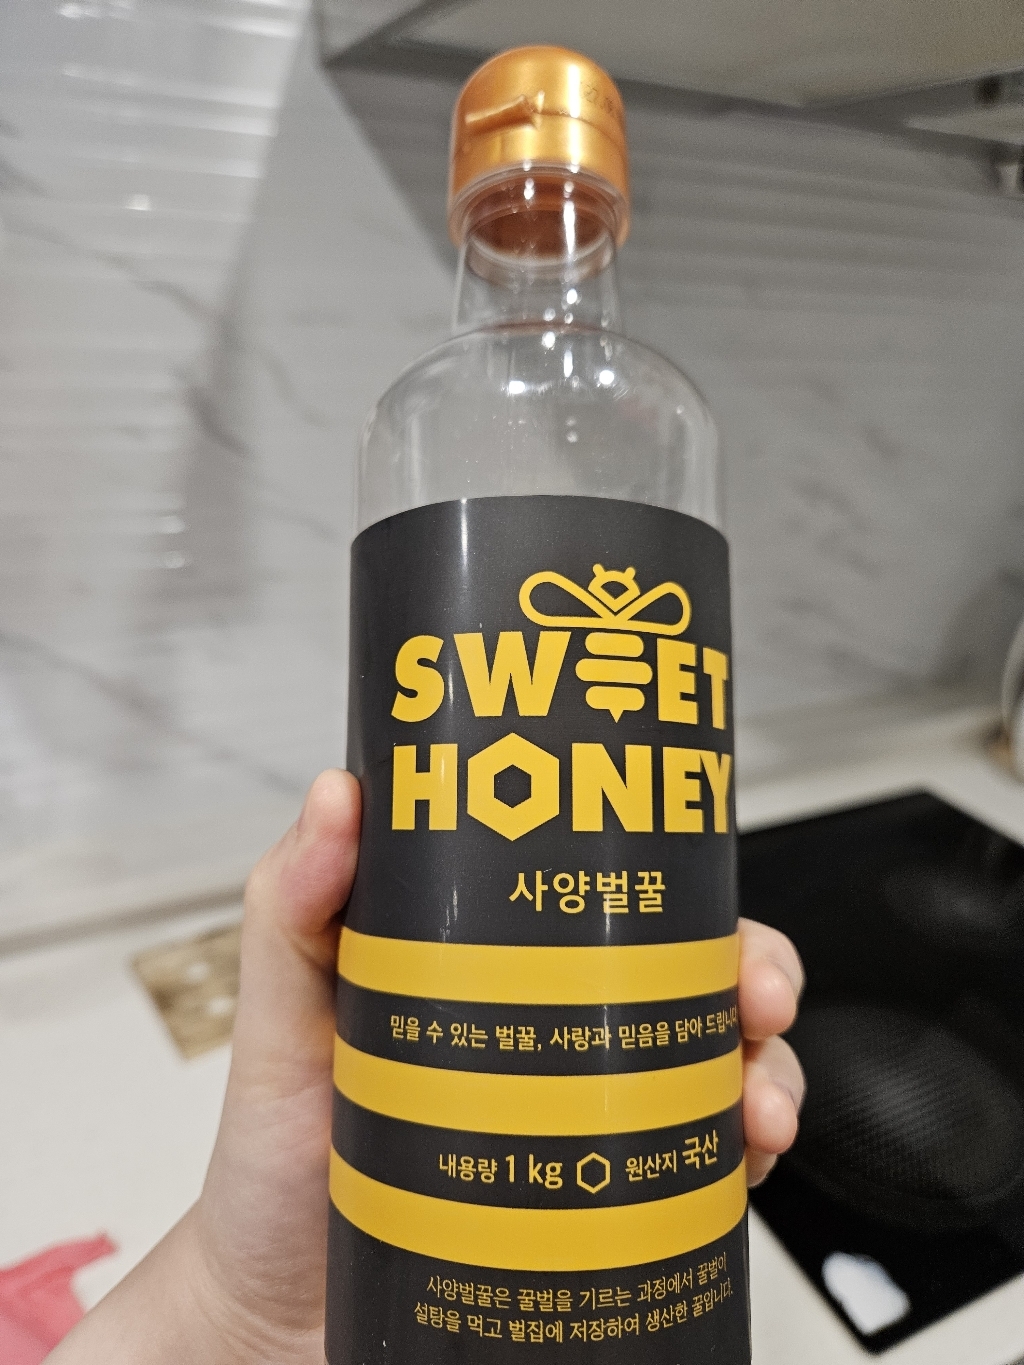 SWEET
HONEY
사양벌꿀
믿을 수 있는 벌꿀, 사랑과 믿음을 담아 드립니다
내용량 1 kg 원산지 국산
사양벌꿀은 꿀벌을 기르는 과정에서 꿀벌이
설탕을 먹고 벌집에 저장하여 생산한 꿀입니다.